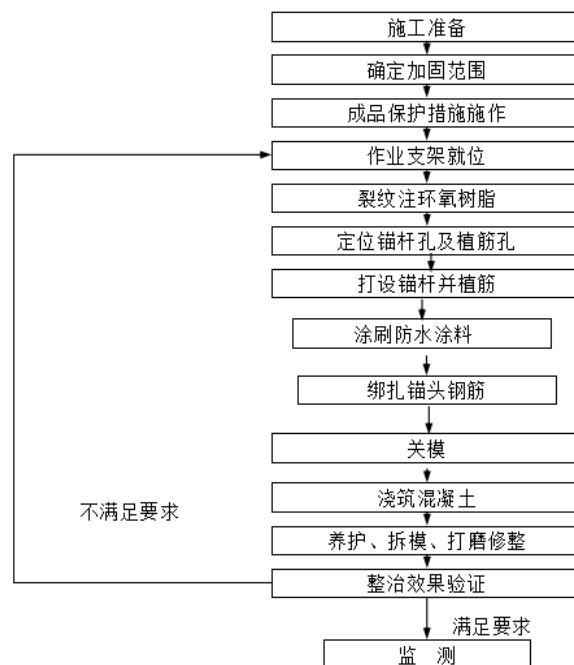 施工准备
确定加固范围
成品保护措施施作
作业支架就位
裂纹注环氧树脂
定位锚杆孔及植筋孔
打设锚杆并植筋
涂刷防水涂料
绑扎锚头钢筋
关模
浇筑混凝土
不满足要求
养护、拆模、打磨修整
整治效果验证
满足要求
监 测